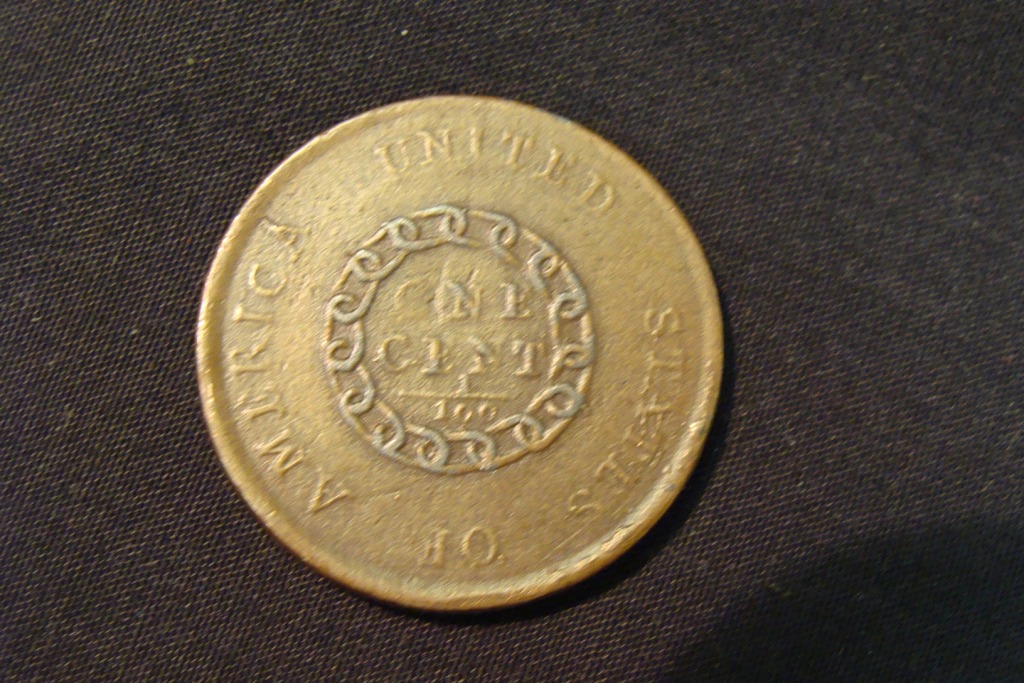 UNITED STATES OF AMERICA
ONE
CENT
1
100